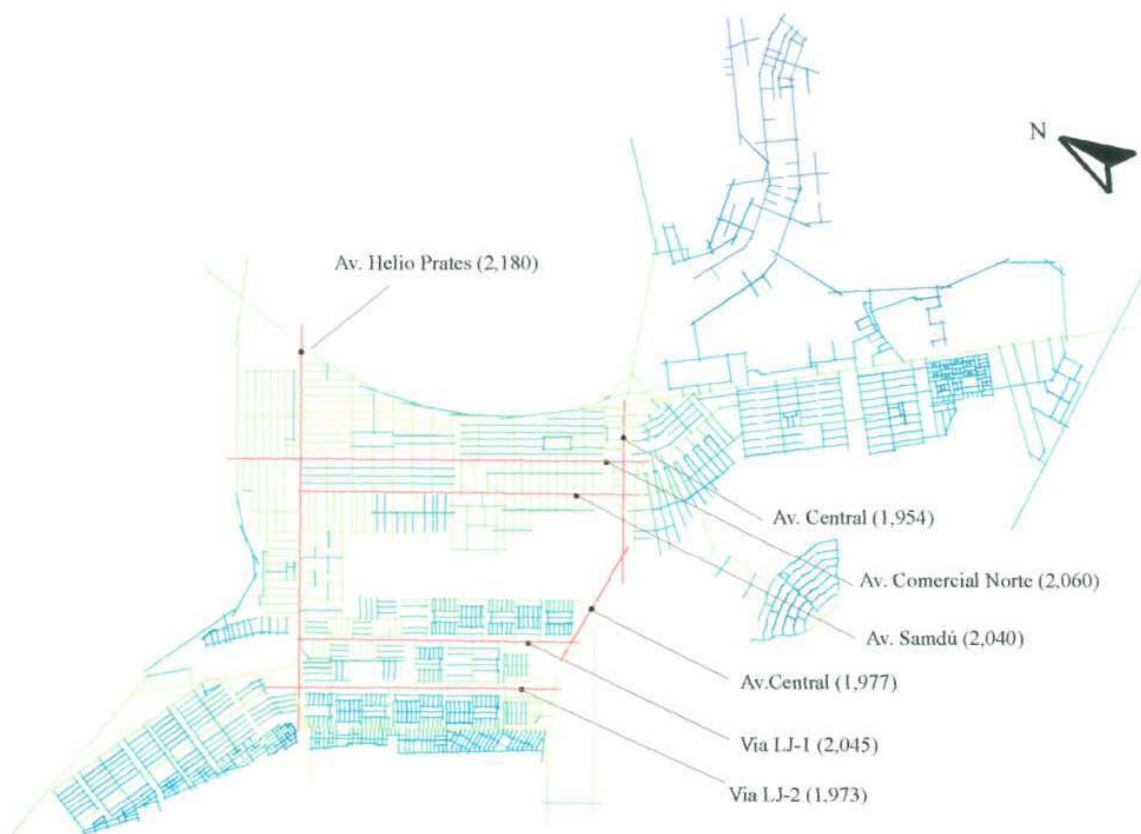 N
Av. Helio Prates (2,180)
Av. Central (1,954)
Av. Comercial Norte (2,060)
Av. Samdú (2,040)
Av.Central (1,977)
Via LJ-1 (2,045)
Via LJ-2 (1,973)